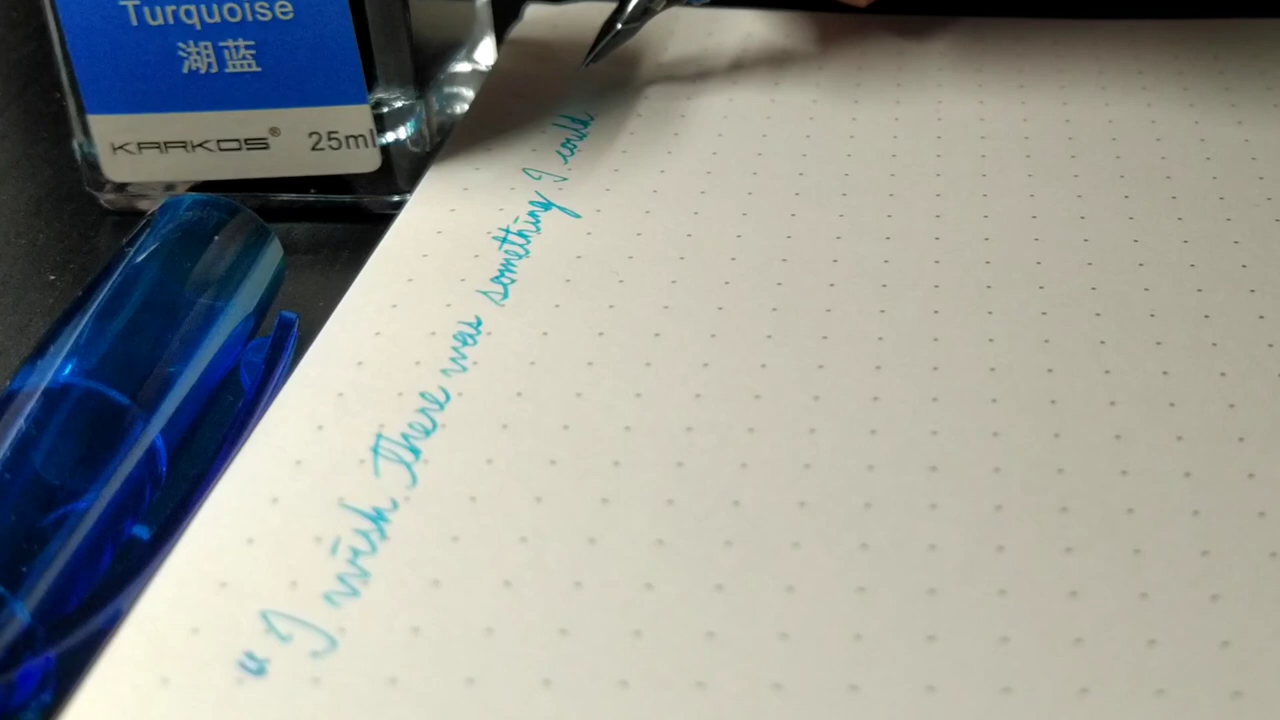 Turquoise
湖蓝
KARKOS® 25ml
“I wish there was something I could